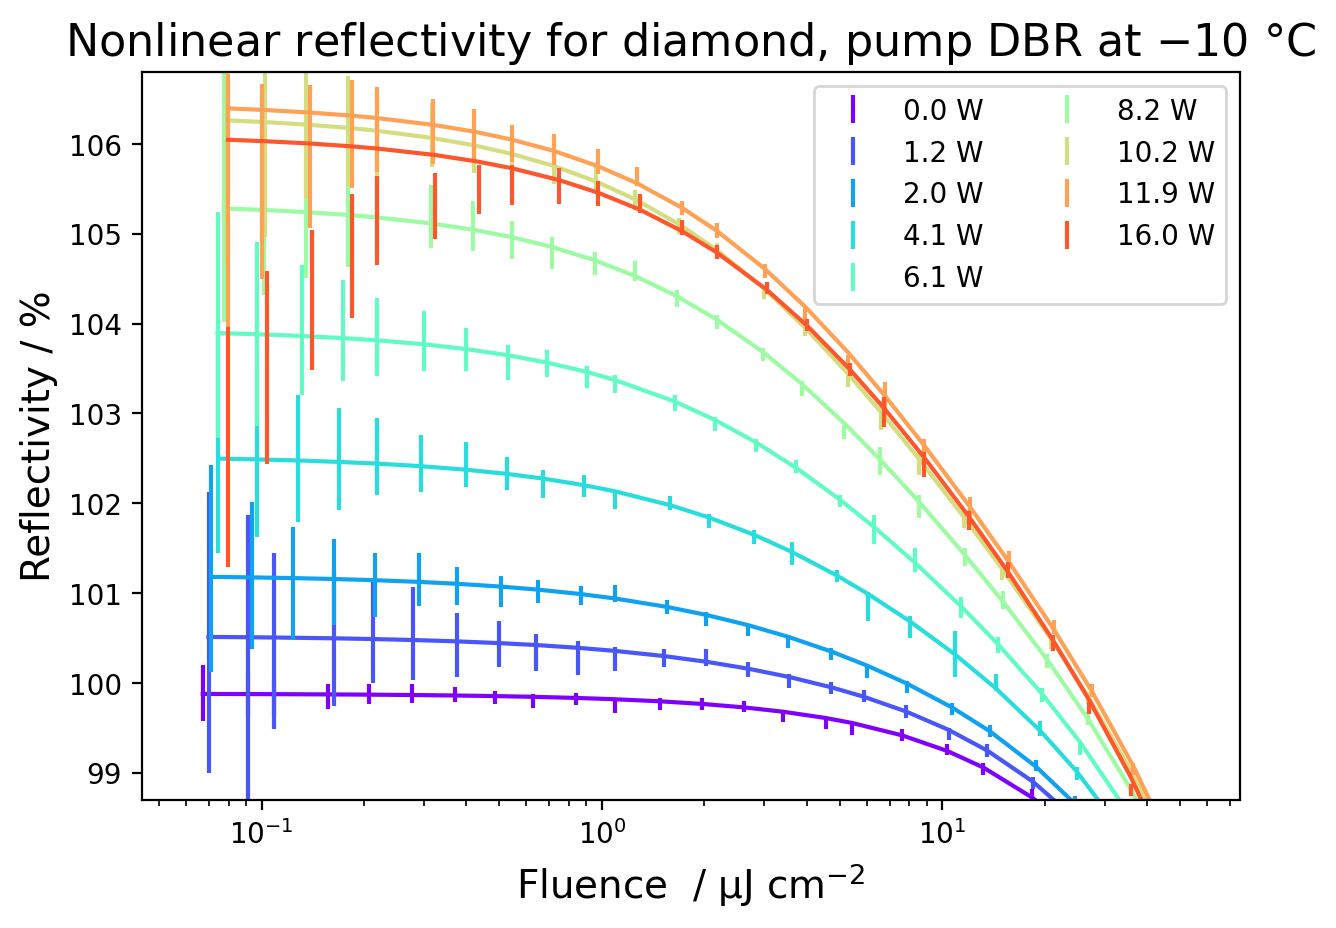 Nonlinear reflectivity for diamond, pump DBR at −10 °C
Reflectivity / %
106
105
104
103
102
101
100
99
0.0 W
1.2 W
2.0 W
4.1 W
6.1 W
8.2 W
10.2 W
11.9 W
16.0 W
10⁻¹
10⁰
10¹
Fluence / µJ cm⁻²